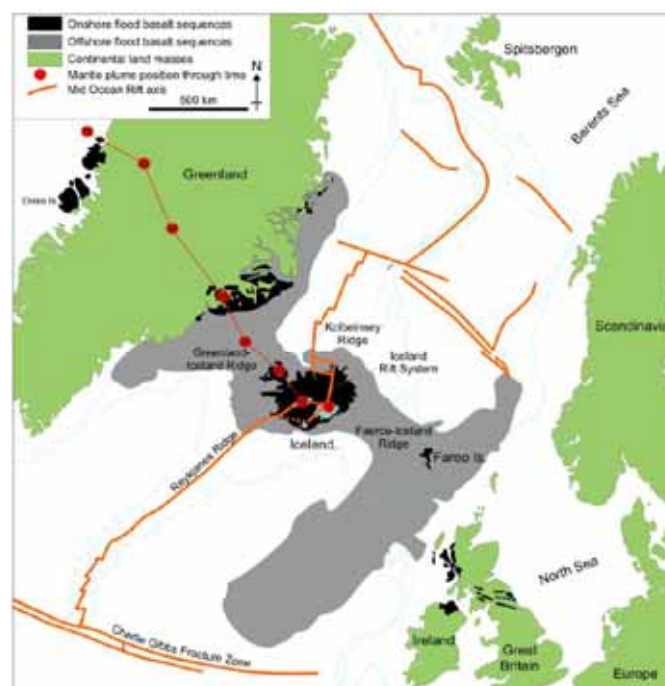 Onshore flood basalt sequences
Offshore flood basalt sequences
Continental land masses
Mantle plume position through time
Mid Ocean Rift axis
N
500 km
Spitsbergen
Barents Sea
Greenland
Scandinavia
Kolbeinsey
Ridge
Greenland-
Iceland Ridge
Iceland
Rift System
Iceland
Faeroe-Iceland
Ridge
Faroe Is.
Reykjanes Ridge
North Sea
Charlie Gibbs Fracture Zone
Ireland
Great
Britain
Europe